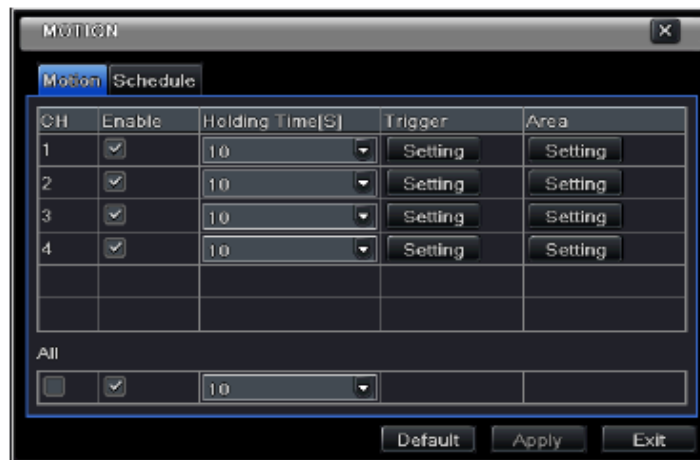 MOTION
Motion Schedule
CH Enable Holding Time[S] Trigger Area
1 10 Setting Setting
2 10 Setting Setting
3 10 Setting Setting
4 10 Setting Setting
All
10
Default Apply Exit